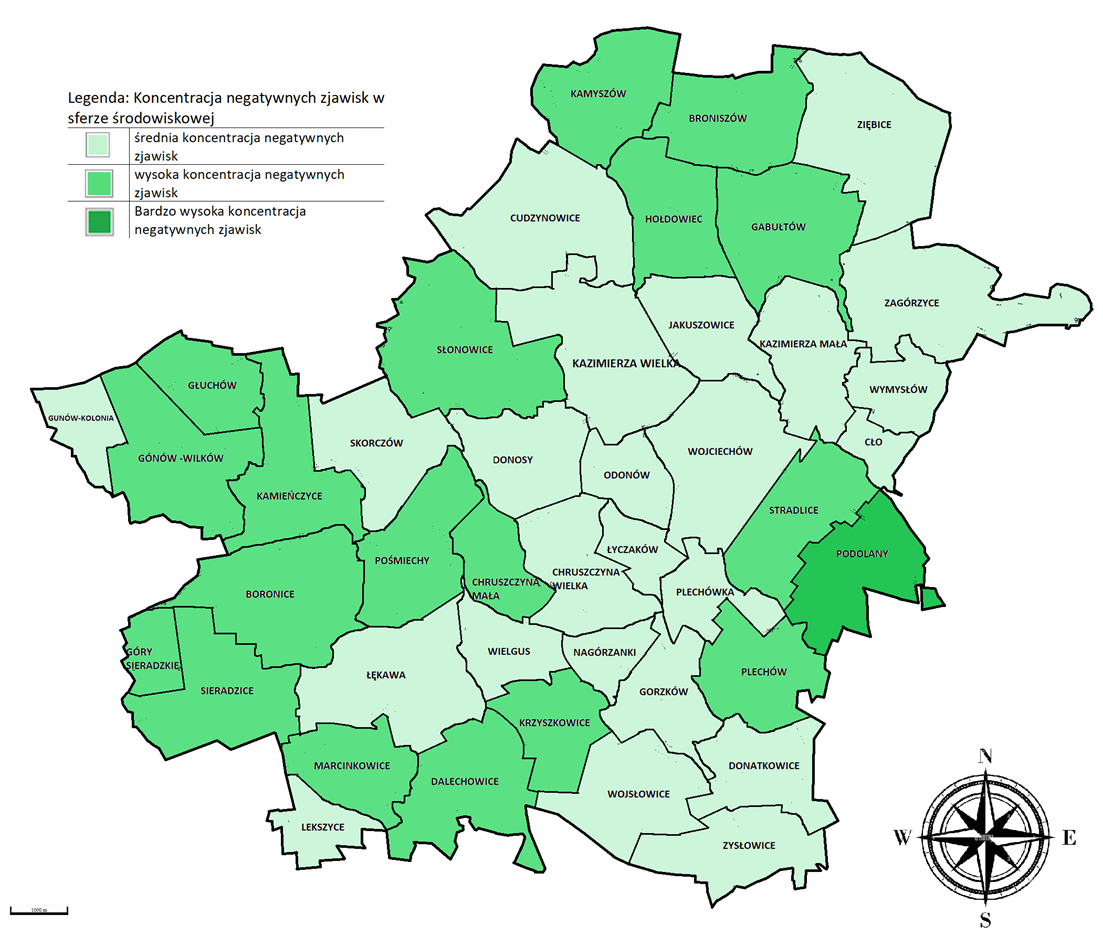 Legenda: Koncentracja negatywnych zjawisk w
sferze środowiskowej
średnia koncentracja negatywnych
zjawisk
wysoka koncentracja negatywnych
zjawisk
Bardzo wysoka koncentracja
negatywnych zjawisk
KAMYSZÓW
BRONISZÓW
ZIĘBICE
CUDZYNOWICE
HOŁDOWIEC
GABUŁTÓW
ZAGÓRZYCE
JAKUSZOWICE
KAZIMIERZA MAŁA
SŁONOWICE
KAZIMIERZA WIELKA
GŁUCHÓW
WYMYSŁÓW
GUNÓW-KOLONIA
SKORCZÓW
CŁO
WOJCIECHÓW
GÓNÓW -WILKÓW
DONOSY
ODONÓW
KAMIEŃCZYCE
STRADLICE
ŁYCZAKÓW
PODOLANY
POŚMIECHY
CHRUSZCZYNA
WIELKA
CHRUSZCZYNA
MAŁA
BORONICE
PLECHÓWKA
GÓRY
SIERADZKIE
WIELGUS
NAGÓRZANKI
ŁĘKAWA
PLECHÓW
SIERADZICE
GORZKÓW
KRZYSZKOWICE
MARCINKOWICE
DONATKOWICE
DALECHOWICE
WOJSŁOWICE
LEKSZYCE
ZYSŁOWICE
N
W
E
S
1000 m